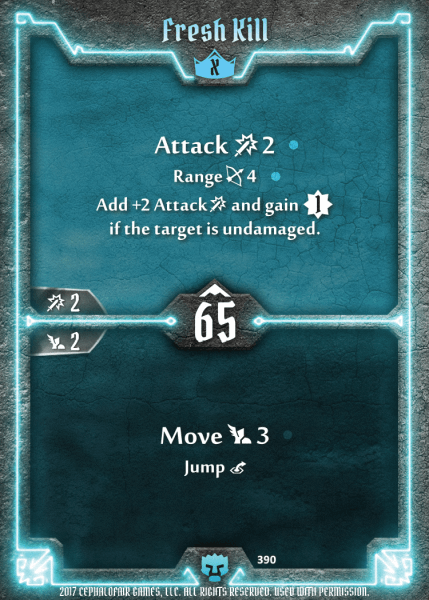 Fresh Kill
X
Attack 2
Range 4
Add +2 Attack and gain 1
if the target is undamaged.
2
65
2
Move 3
Jump
390
2017 CEPHALOFAIR GAMES, LLC. ALL RIGHTS RESERVED. USED WITH PERMISSION.